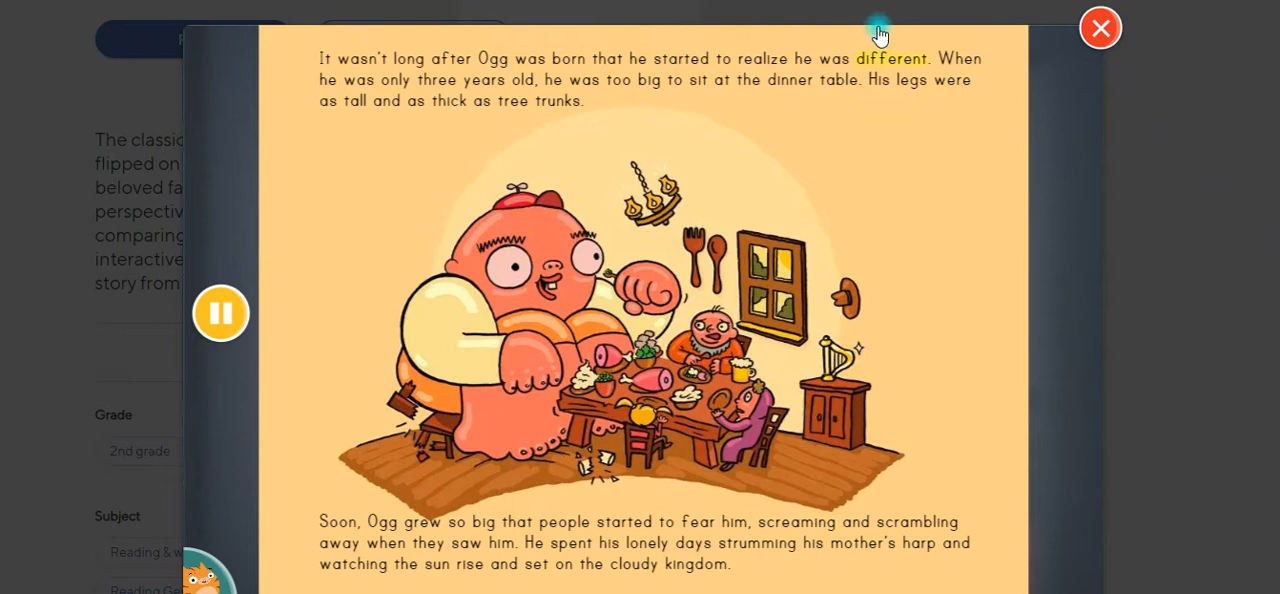 It wasn't long after Ogg was born that he started to realize he was different. When
he was only three years old, he was too big to sit at the dinner table. His legs were
as tall and as thick as tree trunks.
The classic
flipped on
beloved fa
perspectiv
comparing
interactive
story from
Grade
2nd grade
Subject
Reading & w
Soon, Ogg grew so big that people started to fear him, screaming and scrambling
away when they saw him. He spent his lonely days strumming his mother's harp and
watching the sun rise and set on the cloudy kingdom.